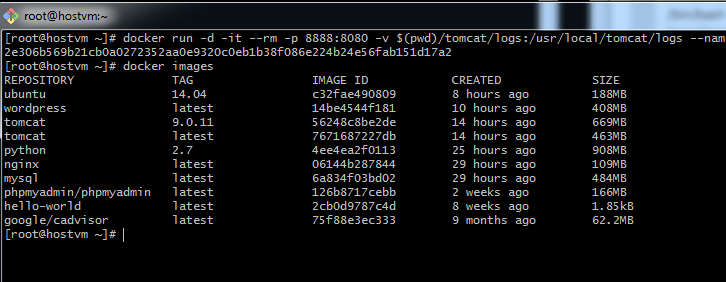 root@hostvm:~
[root@hostvm ~]# docker run -d -it --rm -p 8888:8080 -v $(pwd)/tomcat/logs:/usr/local/tomcat/logs --nam
2e306b569b21cb0a0272352aa0e9320c0eb1b38f086e224b24e56fab151d17a2
[root@hostvm ~]# docker images
REPOSITORY TAG IMAGE ID CREATED SIZE
ubuntu 14.04 c32fae490809 8 hours ago 188MB
wordpress latest 14be4544f181 10 hours ago 408MB
tomcat 9.0.11 56248c8be2de 14 hours ago 669MB
tomcat latest 7671687227db 14 hours ago 463MB
python 2.7 4ee4ea2f0113 25 hours ago 908MB
nginx latest 06144b287844 29 hours ago 109MB
mysql latest 6a834f03bd02 29 hours ago 484MB
phpmyadmin/phpmyadmin latest 126b8717cebb 2 weeks ago 166MB
hello-world latest 2cb0d9787c4d 8 weeks ago 1.85kB
google/cadvisor latest 75f88e3ec333 9 months ago 62.2MB
[root@hostvm ~]#